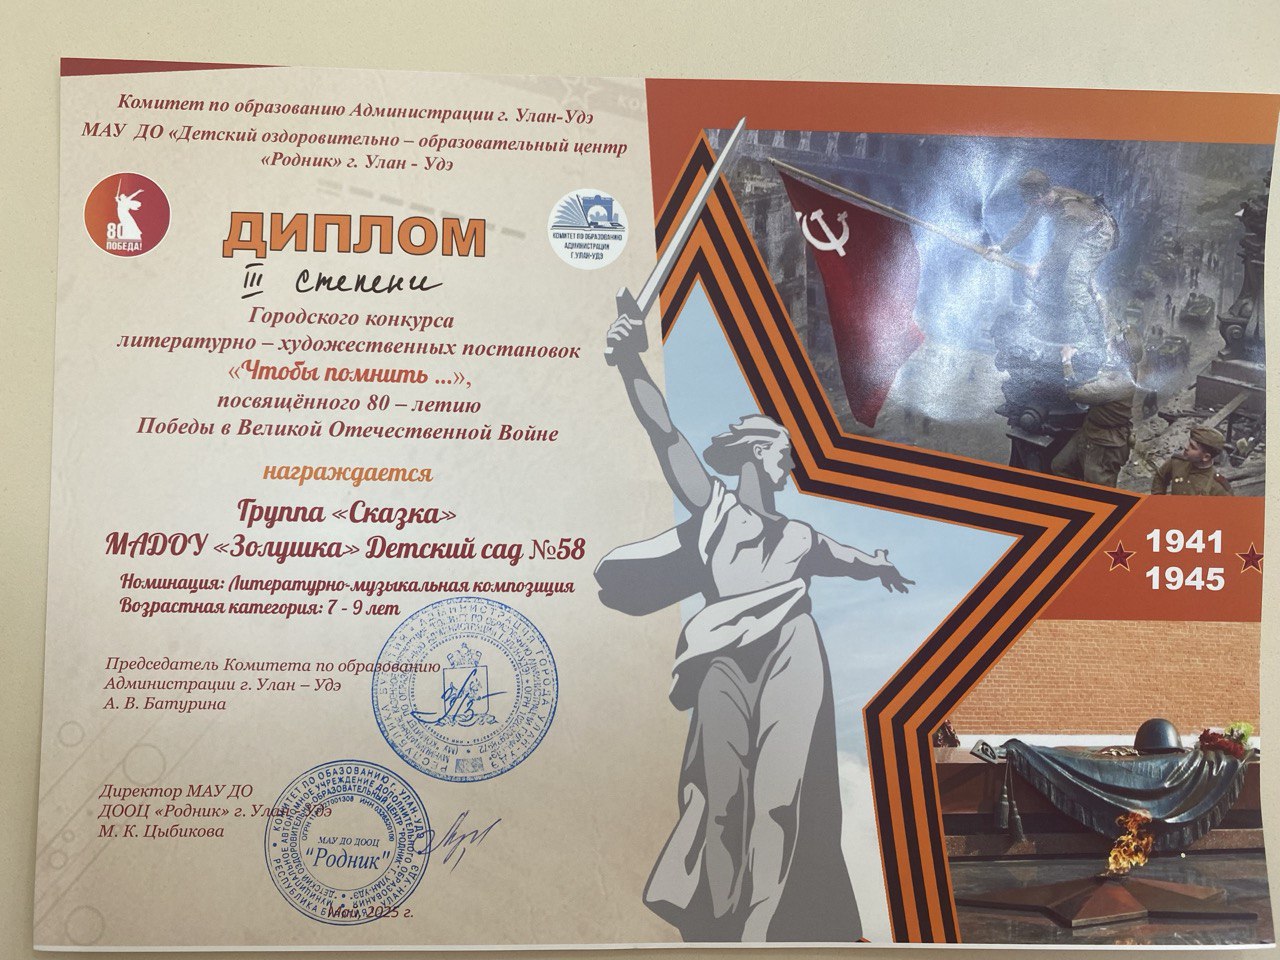 Комитет по образованию Администрации г. Улан-Удэ
МАУ ДО «Детский оздоровительно – образовательный центр
«Родник» г. Улан - Удэ
80
ПОБЕДА!
КОМИТЕТ ПО ОБРАЗОВАНИЮ
АДМИНИСТРАЦИИ
Г.УЛАН-УДЭ
ДИПЛОМ
III степени
Городского конкурса
литературно – художественных постановок
«Чтобы помнить ...»,
посвящённого 80 – летию
Победы в Великой Отечественной Войне
награждается
Группа «Сказка»
МАДОУ «Золушка» Детский сад №58
Номинация: Литературно-музыкальная композиция
Возрастная категория: 7 - 9 лет
Председатель Комитета по образованию
Администрации г. Улан – Удэ
А. В. Батурина
Директор МАУ ДО
ДООЦ «Родник» г. Улан-Удэ
М. К. Цыбикова
МАУ ДО ДООЦ
"Родник"
Май, 2025 г.
1941
1945